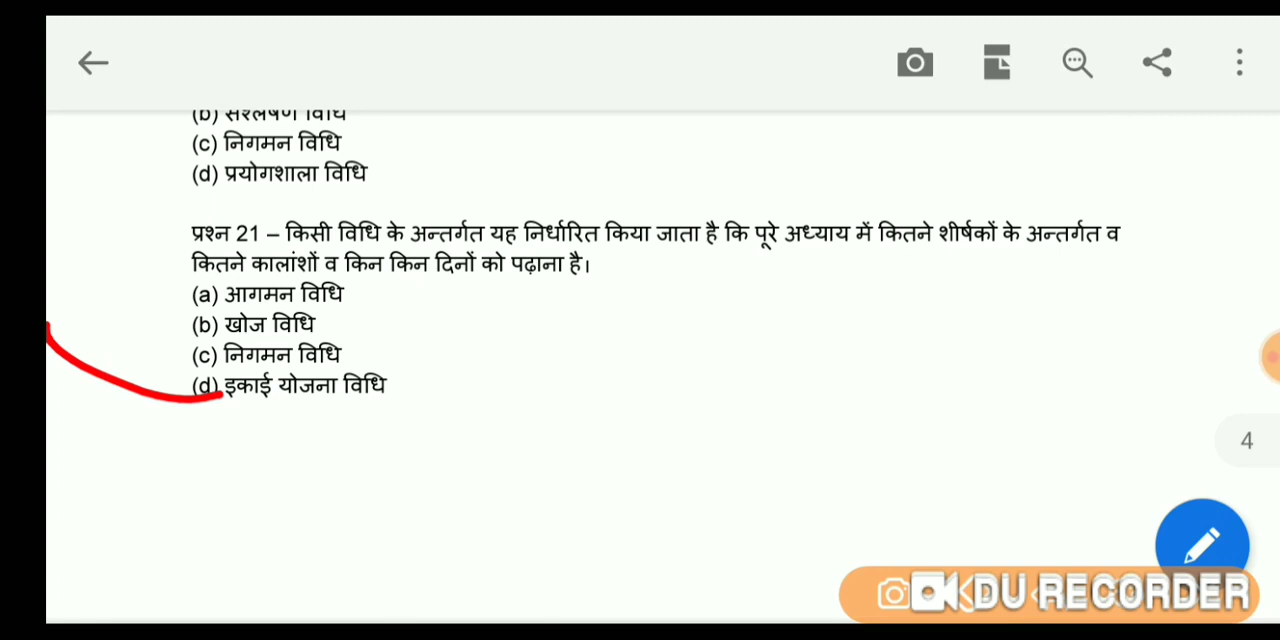 (b) संश्लेषण विधि
(c) निगमन विधि
(d) प्रयोगशाला विधि
प्रश्न 21 – किसी विधि के अन्तर्गत यह निर्धारित किया जाता है कि पूरे अध्याय में कितने शीर्षकों के अन्तर्गत व
कितने कालांशों व किन किन दिनों को पढ़ाना है।
(a) आगमन विधि
(b) खोज विधि
(c) निगमन विधि
(d) इकाई योजना विधि
4
DU RECORDER